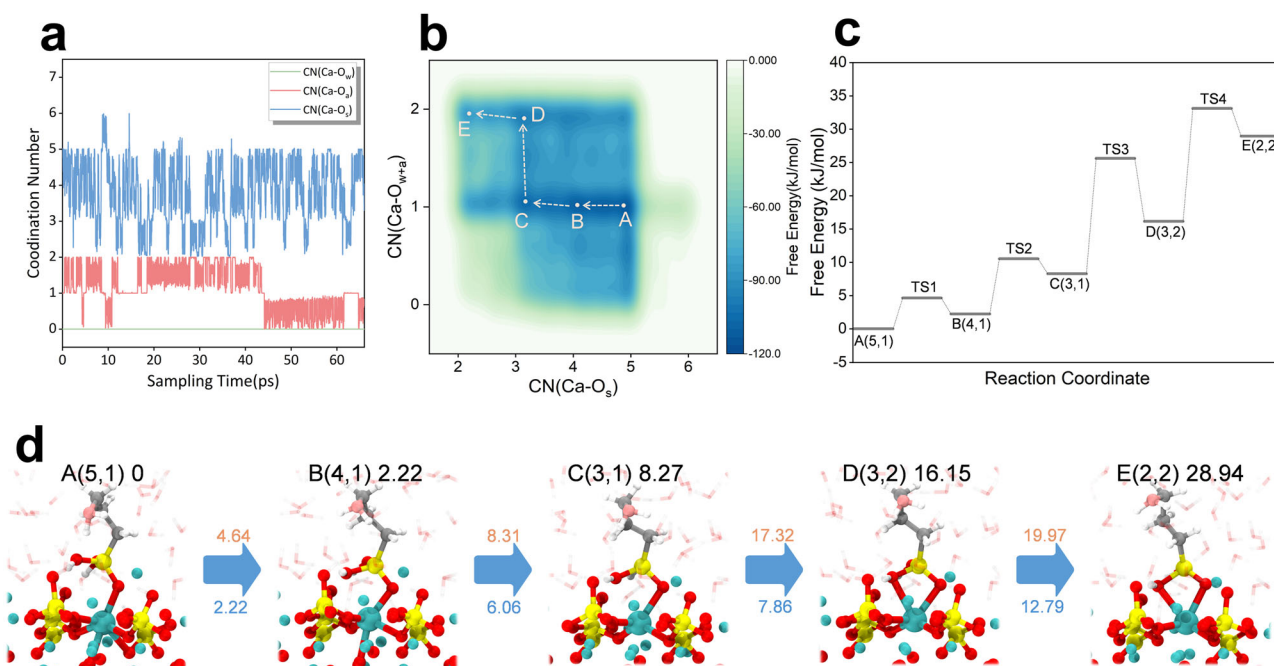 a
Coodination Number
7
6
5
4
3
2
1
0
CN(Ca-Ow)
CN(Ca-Oa)
CN(Ca-Os)
0 10 20 30 40 50 60
Sampling Time(ps)
b
CN(Ca-Ow+a)
2
1
0
E
D
C
B
A
2 3 4 5 6
CN(Ca-Os)
0.000
-30.00
-60.00
-90.00
-120.0
Free Energy(kJ/mol)
c
Free Energy (kJ/mol)
40
35
30
25
20
15
10
5
0
-5
A(5,1)
TS1
B(4,1)
TS2
C(3,1)
TS3
D(3,2)
TS4
E(2,2
Reaction Coordinate
d
A(5,1) 0
B(4,1) 2.22
C(3,1) 8.27
D(3,2) 16.15
E(2,2) 28.94
4.64
8.31
17.32
19.97
2.22
6.06
7.86
12.79